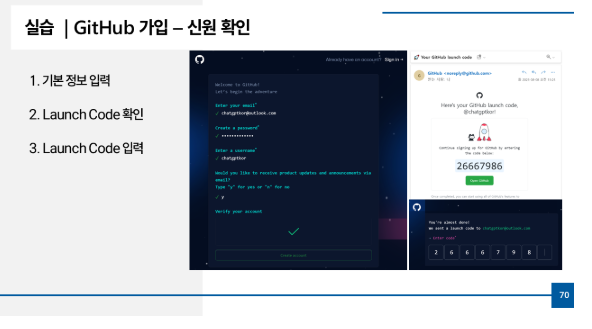 실습 | GitHub 가입 – 신원 확인
1. 기본 정보 입력
2. Launch Code 확인
3. Launch Code 입력
Already have an account? Sign in →
Welcome to GitHub!
Let's begin the adventure
Enter your email*
✓ chatgpthor@outlook.com
Create a password*
✓ ••••••••••••
Enter a username*
✓ chatgpthor
Would you like to receive product updates and announcements via
email?
Type "y" for yes or "n" for no
✓ y
Verify your account
Create account
Your GitHub launch code
GitHub <noreply@github.com>
Here's your GitHub launch code,
@chatgpthor!
Continue signing up for GitHub by entering
the code below:
26667986
Open GitHub
You're almost done!
We sent a launch code to chatgpthor@outlook.com
→ Enter code*
2 6 6 6 7 9 8
70